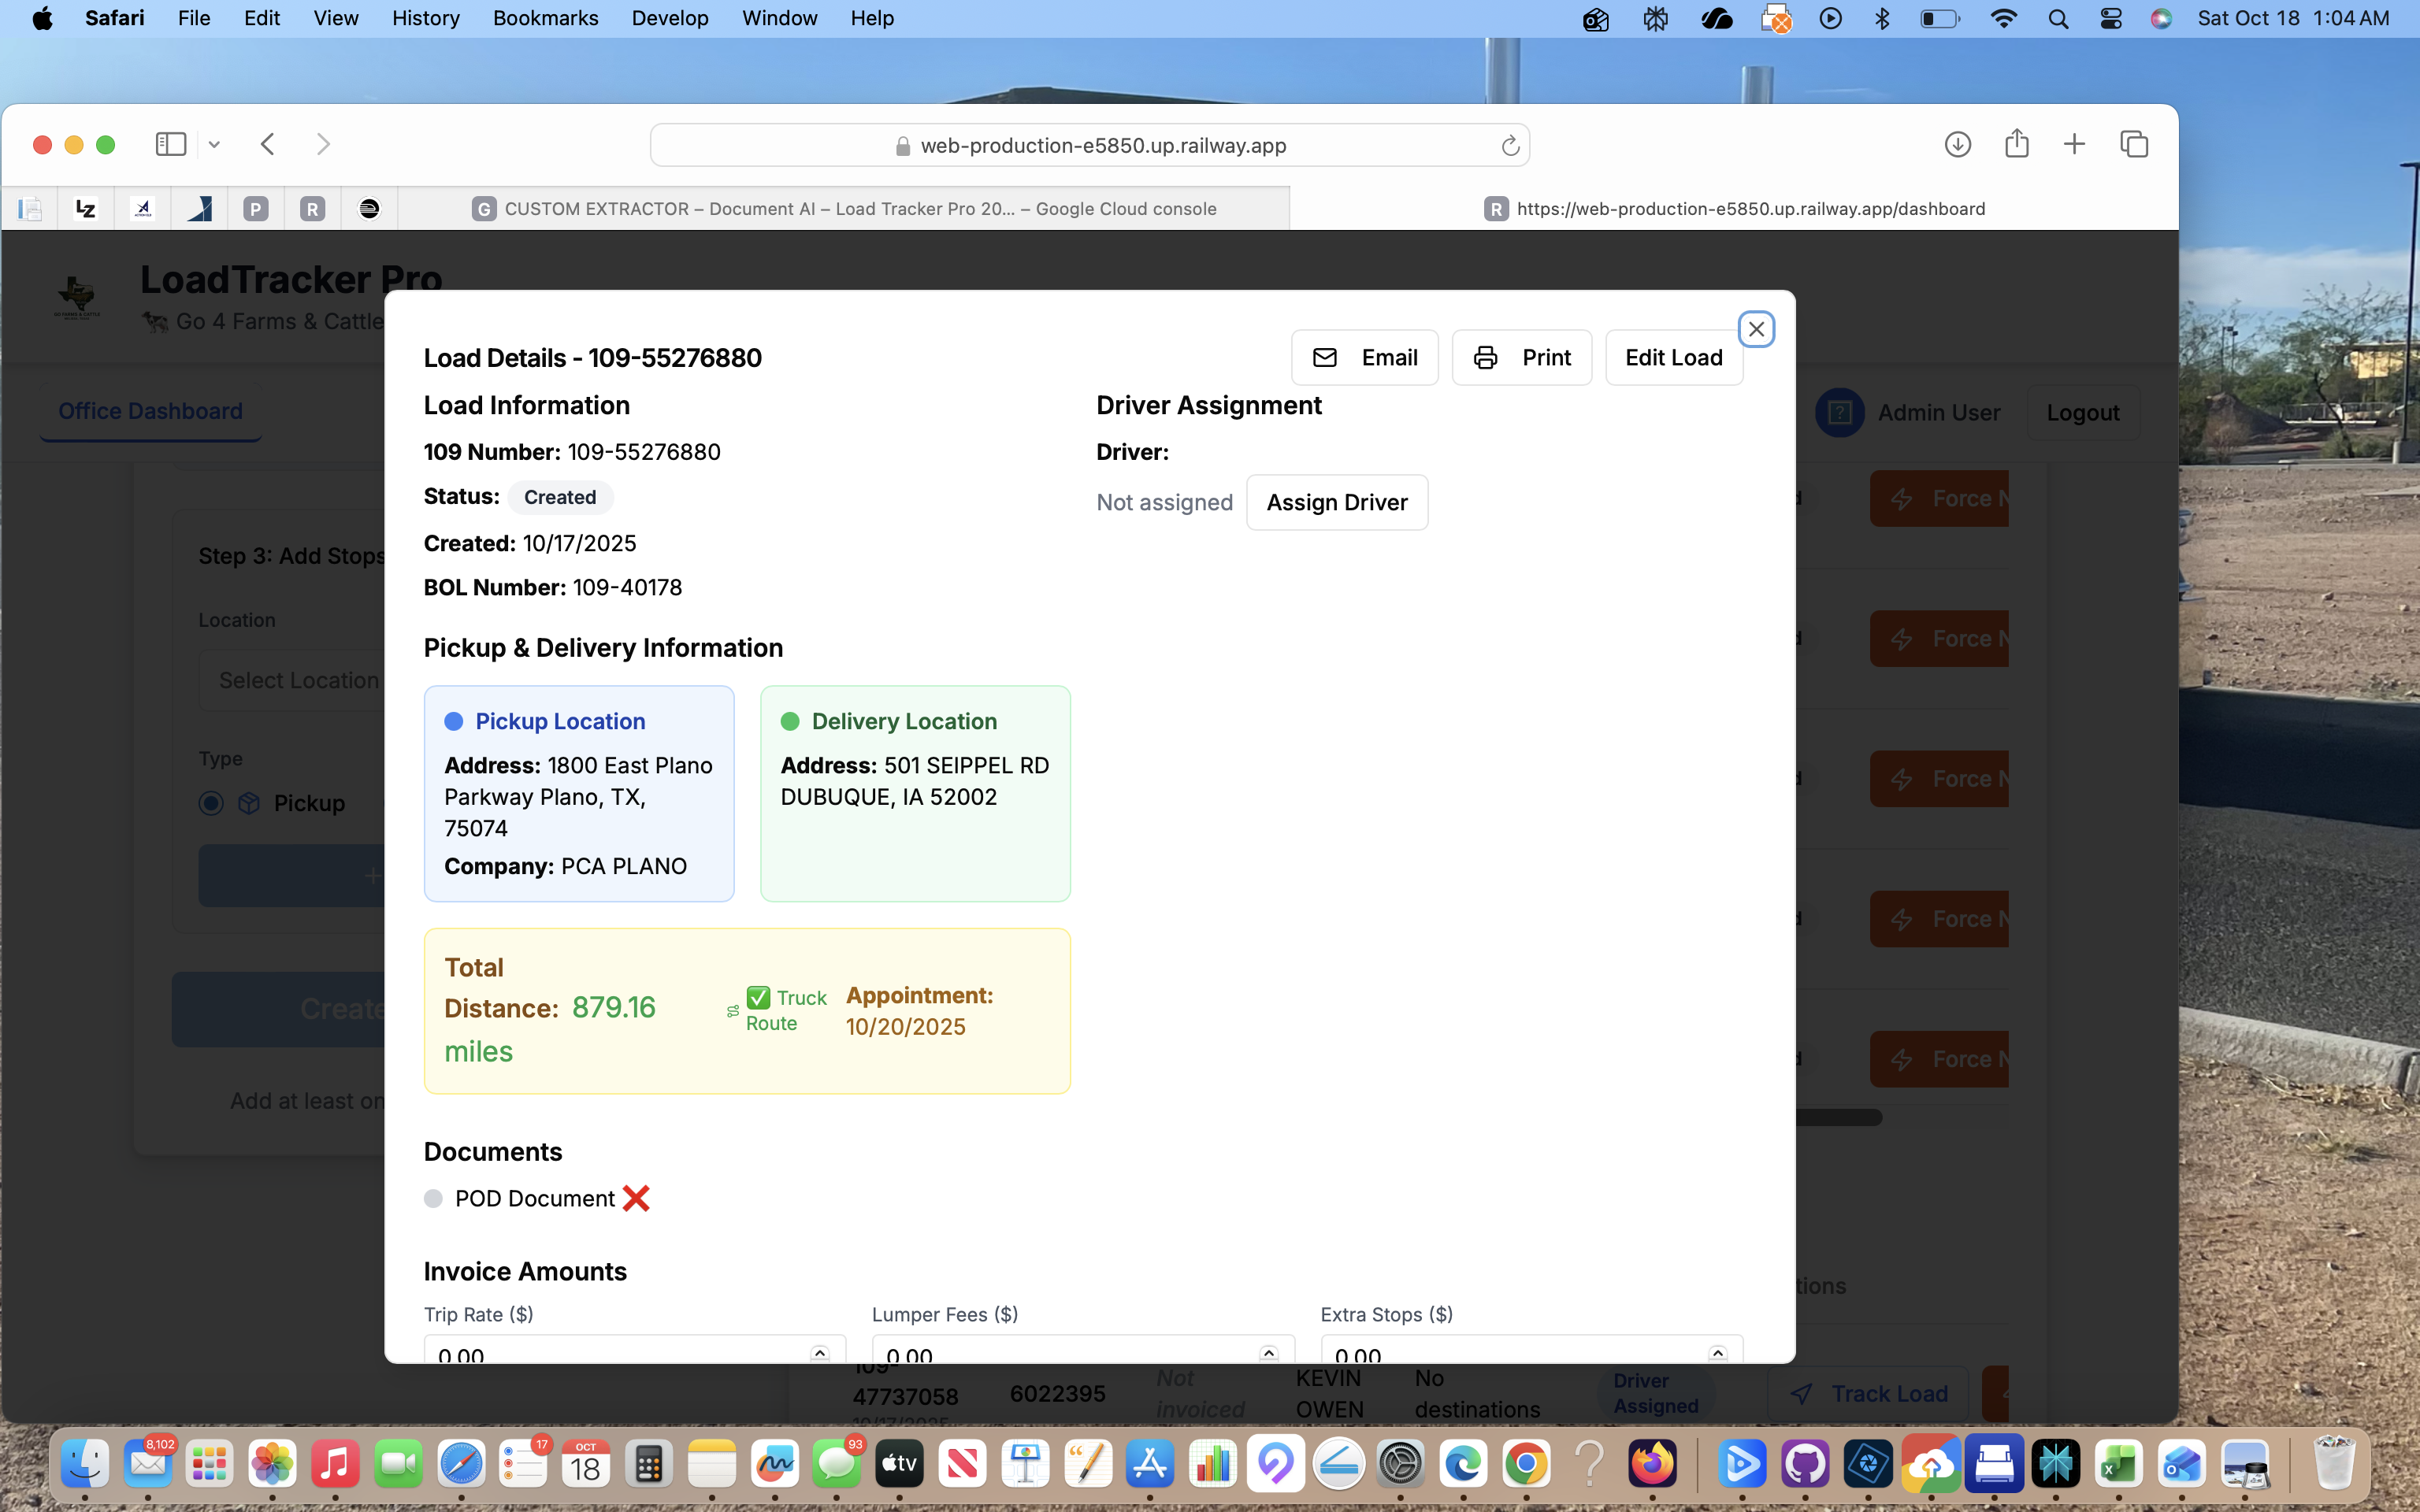 Safari File Edit View History Bookmarks Develop Window Help Sat Oct 18 1:04 AM
web-production-e5850.up.railway.app
LZ P R G CUSTOM EXTRACTOR – Document AI – Load Tracker Pro 20... – Google Cloud console R https://web-production-e5850.up.railway.app/dashboard
LoadTracker Pro
Go 4 Farms & Cattle
Office Dashboard
Admin User Logout
Step 3: Add Stops
Location
Select Location
Type
Pickup
+
Create
Add at least on
Load Details - 109-55276880
Email Print Edit Load
Load Information
109 Number: 109-55276880
Status: Created
Created: 10/17/2025
BOL Number: 109-40178
Driver Assignment
Driver:
Not assigned Assign Driver
Pickup & Delivery Information
Pickup Location
Address: 1800 East Plano
Parkway Plano, TX,
75074
Company: PCA PLANO
Delivery Location
Address: 501 SEIPPEL RD
DUBUQUE, IA 52002
Total
Distance: 879.16
miles
✅ Truck
Route
Appointment:
10/20/2025
Documents
POD Document ❌
Invoice Amounts
Trip Rate ($) Lumper Fees ($) Extra Stops ($)
0.00 0.00 0.00
Force N
Force N
Force N
Force N
Force N
tions
109-
47737058
10/17/2025
6022395
Not
invoiced
KEVIN
OWEN
No
destinations
Driver
Assigned
Track Load
8,102 17 OCT 18 93 tv